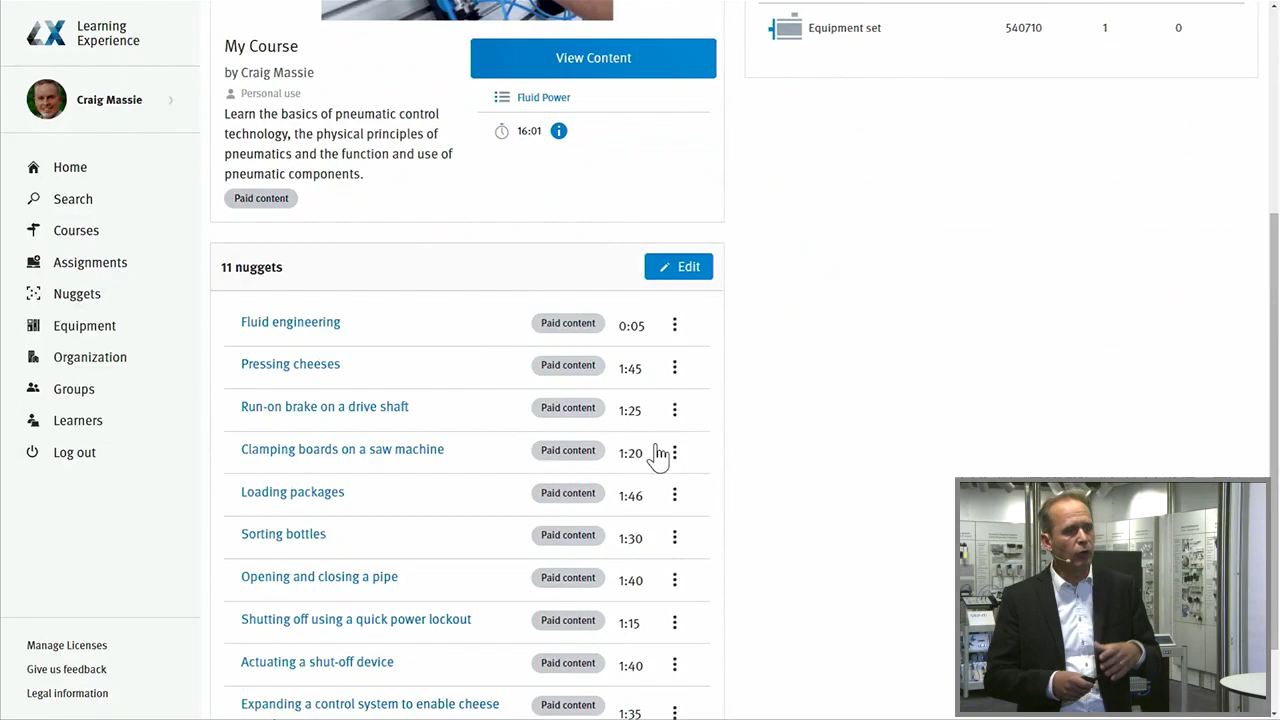 Learning
Experience
Craig Massie
Home
Search
Courses
Assignments
Nuggets
Equipment
Organization
Groups
Learners
Log out
Manage Licenses
Give us feedback
Legal information
My Course
by Craig Massie
Personal use
Learn the basics of pneumatic control
technology, the physical principles of
pneumatics and the function and use of
pneumatic components.
Paid content
View Content
Fluid Power
16:01
Equipment set 540710 1 0
11 nuggets Edit
Fluid engineering Paid content 0:05
Pressing cheeses Paid content 1:45
Run-on brake on a drive shaft Paid content 1:25
Clamping boards on a saw machine Paid content 1:20
Loading packages Paid content 1:46
Sorting bottles Paid content 1:30
Opening and closing a pipe Paid content 1:40
Shutting off using a quick power lockout Paid content 1:15
Actuating a shut-off device Paid content 1:40
Expanding a control system to enable cheese Paid content 1:35